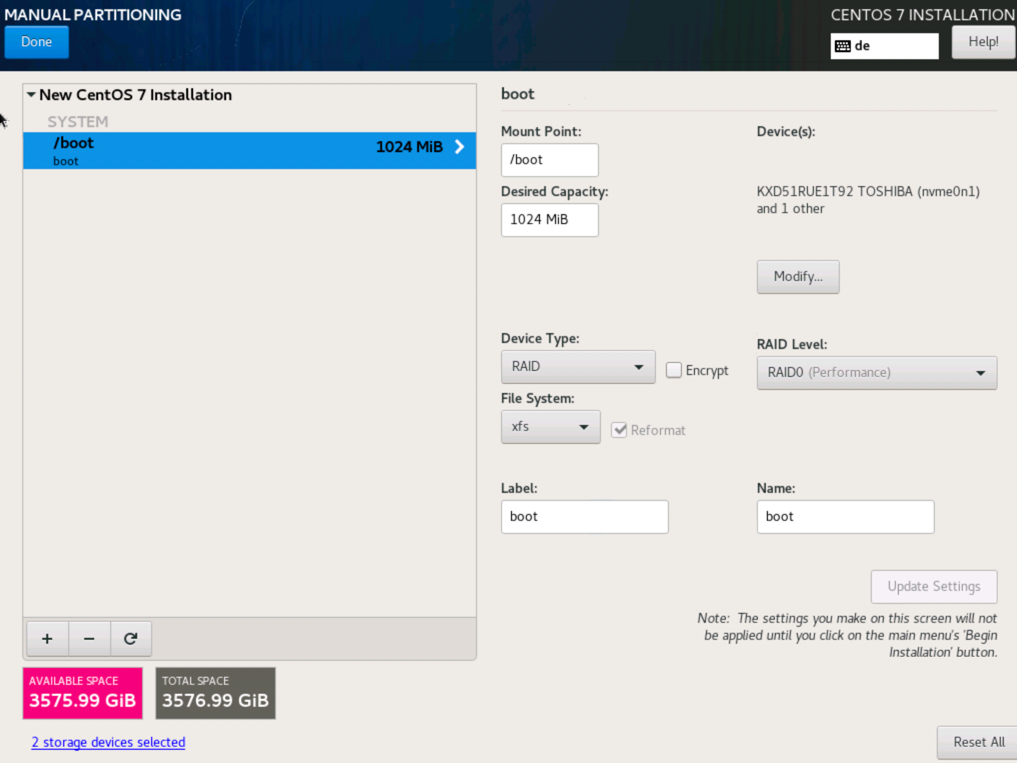 MANUAL PARTITIONING
CENTOS 7 INSTALLATION
Done
de
Help!
New CentOS 7 Installation
SYSTEM
/boot
1024 MiB
boot
boot
Mount Point:
Device(s):
/boot
Desired Capacity:
KXD51RUE1T92 TOSHIBA (nvme0n1)
and 1 other
1024 MiB
Modify...
Device Type:
RAID Level:
RAID
Encrypt
RAID0 (Performance)
File System:
xfs
Reformat
Label:
Name:
boot
boot
Update Settings
Note: The settings you make on this screen will not
be applied until you click on the main menu's 'Begin
Installation' button.
+
−
AVAILABLE SPACE
3575.99 GiB
TOTAL SPACE
3576.99 GiB
2 storage devices selected
Reset All